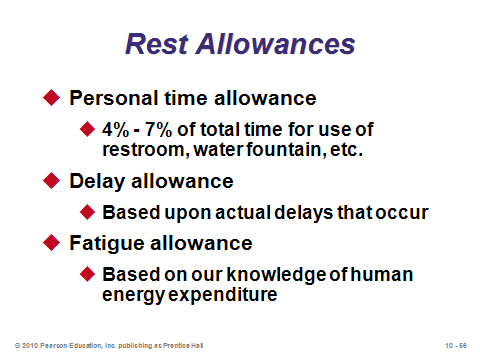 Rest Allowances
Personal time allowance
4% - 7% of total time for use of
restroom, water fountain, etc.
Delay allowance
Based upon actual delays that occur
Fatigue allowance
Based on our knowledge of human
energy expenditure
© 2010 Pearson Education, Inc. publishing as Prentice Hall
10 - 56